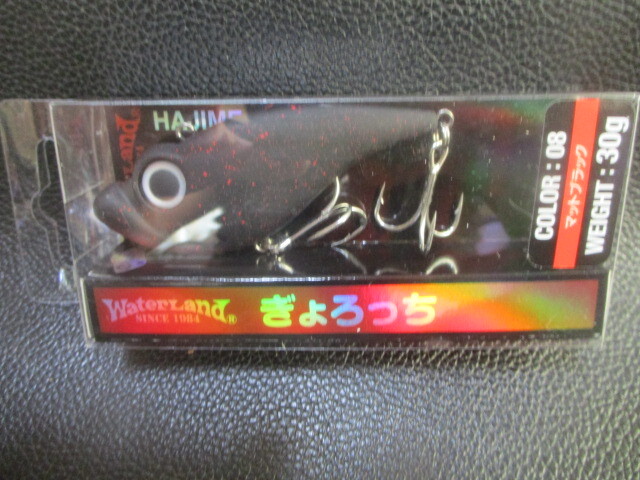 HAJIME
WATERLAND
SINCE 1984
®
ぎょろっち
COLOR : 08
マットブラック
WEIGHT : 30g